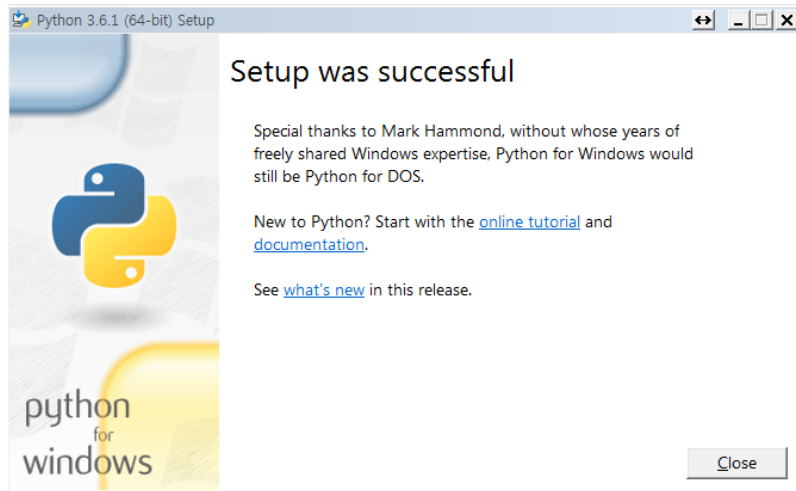 Python 3.6.1 (64-bit) Setup
Setup was successful
Special thanks to Mark Hammond, without whose years of
freely shared Windows expertise, Python for Windows would
still be Python for DOS.
New to Python? Start with the online tutorial and
documentation.
See what's new in this release.
python
for
windows
Close